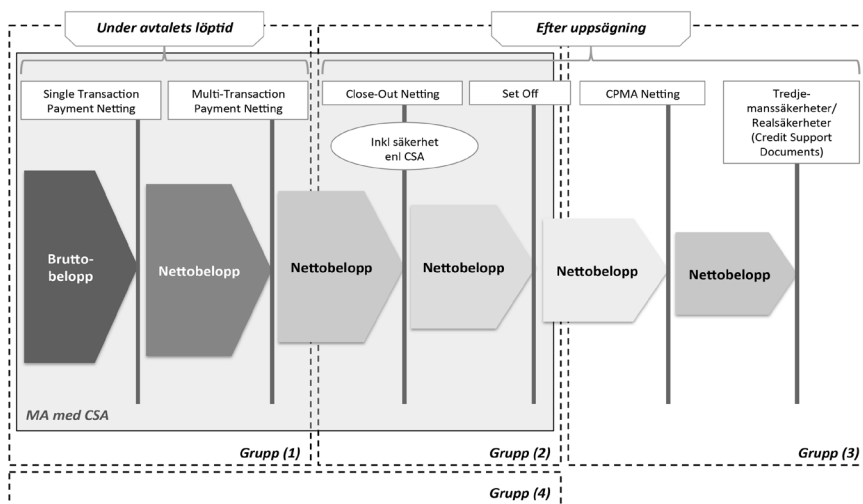 Under avtalets löptid
Efter uppsägning
Single Transaction
Payment Netting
Multi-Transaction
Payment Netting
Close-Out Netting
Set Off
CPMA Netting
Tredje-
manssäkerheter/
Realsäkerheter
(Credit Support
Documents)
Inkl säkerhet
enl CSA
Brutto-
belopp
Nettobelopp
Nettobelopp
Nettobelopp
Nettobelopp
Nettobelopp
MA med CSA
Grupp (1)
Grupp (2)
Grupp (3)
Grupp (4)